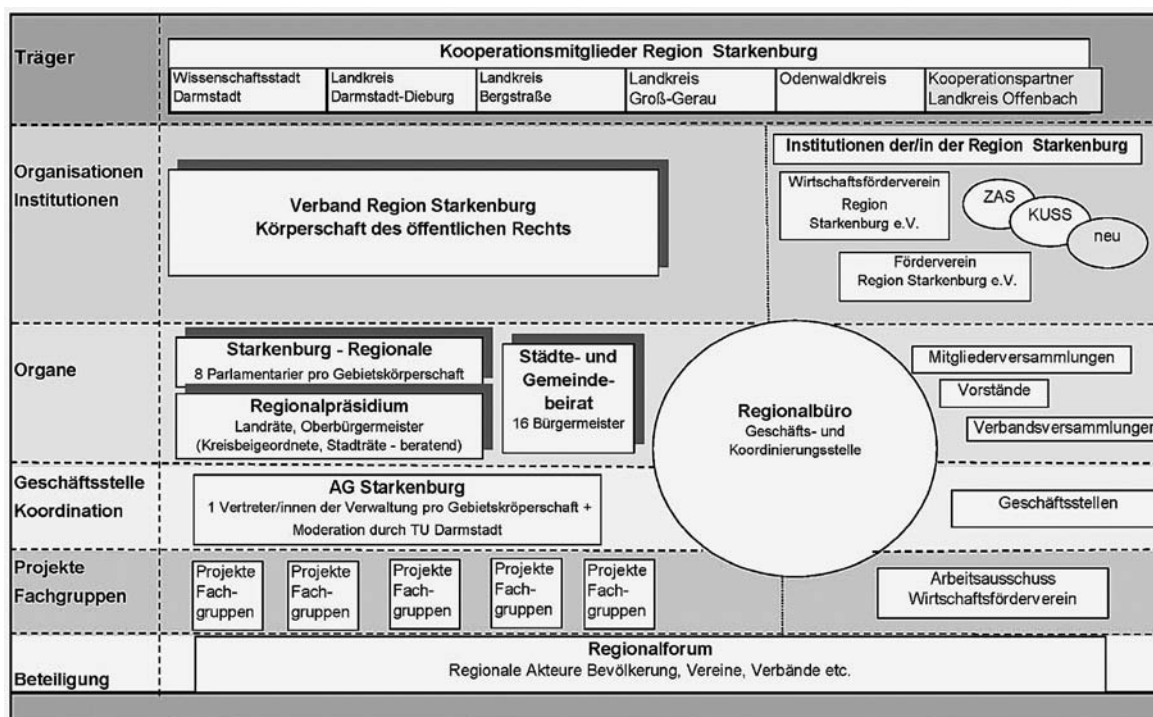 Träger
Kooperationsmitglieder Region Starkenburg
Wissenschaftsstadt
Darmstadt
Landkreis
Darmstadt-Dieburg
Landkreis
Bergstraße
Landkreis
Groß-Gerau
Odenwaldkreis
Kooperationspartner
Landkreis Offenbach
Organisationen
Institutionen
Verband Region Starkenburg
Körperschaft des öffentlichen Rechts
Institutionen der/in der Region Starkenburg
Wirtschaftsförderverein
Region
Starkenburg e.V.
ZAS
KUSS
neu
Förderverein
Region Starkenburg e.V.
Organe
Starkenburg - Regionale
8 Parlamentarier pro Gebietskörperschaft
Regionalpräsidium
Landräte, Oberbürgermeister
(Kreisbeigeordnete, Stadträte - beratend)
Städte- und
Gemeinde-
beirat
16 Bürgermeister
Regionalbüro
Geschäfts- und
Koordinierungsstelle
Mitgliederversammlungen
Vorstände
Verbandsversammlungen
Geschäftsstelle
Koordination
AG Starkenburg
1 Vertreter/innen der Verwaltung pro Gebietskröperschaft +
Moderation durch TU Darmstadt
Geschäftsstellen
Projekte
Fachgruppen
Projekte
Fach-
gruppen
Projekte
Fach-
gruppen
Projekte
Fach-
gruppen
Projekte
Fach-
gruppen
Projekte
Fach-
gruppen
Arbeitsausschuss
Wirtschaftsförderverein
Beteiligung
Regionalforum
Regionale Akteure Bevölkerung, Vereine, Verbände etc.